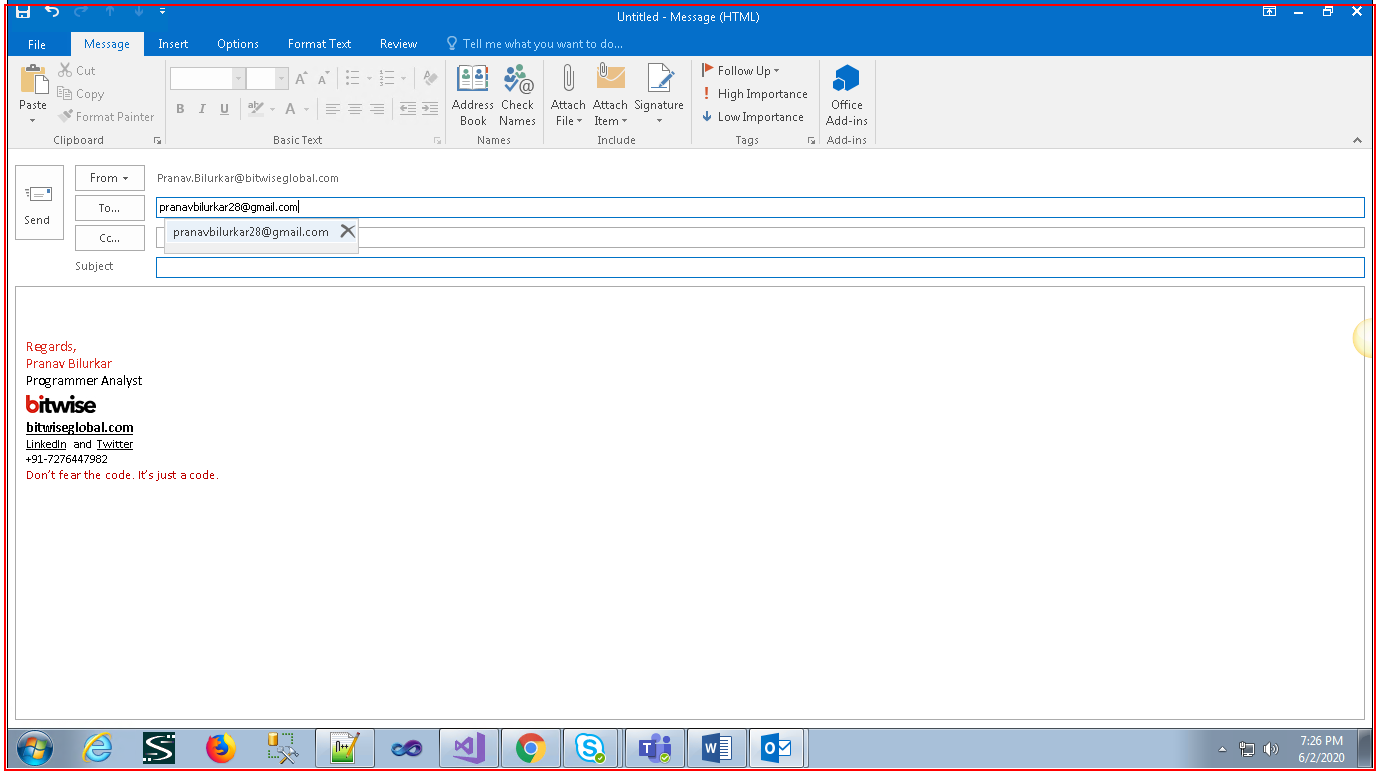 Untitled - Message (HTML)
File Message Insert Options Format Text Review Tell me what you want to do...
Paste
Cut
Copy
Format Painter
Clipboard
B I U
Basic Text
Address Book
Check Names
Names
Attach File
Attach Item
Signature
Include
Follow Up
High Importance
Low Importance
Tags
Office Add-ins
Add-ins
Send
From Pranav.Bilurkar@bitwiseglobal.com
To... pranavbilurkar28@gmail.com
pranavbilurkar28@gmail.com
Cc...
Subject
Regards,
Pranav Bilurkar
Programmer Analyst
bitwise
bitwiseglobal.com
LinkedIn and Twitter
+91-7276447982
Don't fear the code. It's just a code.
7:26 PM
6/2/2020